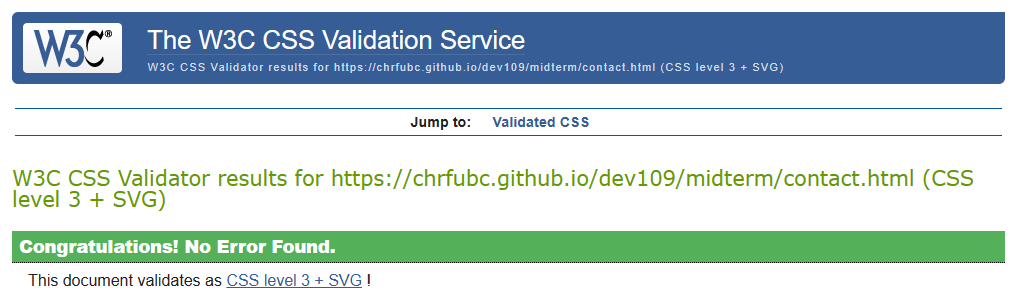 W3C®
The W3C CSS Validation Service
W3C CSS Validator results for https://chrfubc.github.io/dev109/midterm/contact.html (CSS level 3 + SVG)
Jump to: Validated CSS
W3C CSS Validator results for https://chrfubc.github.io/dev109/midterm/contact.html (CSS
level 3 + SVG)
Congratulations! No Error Found.
This document validates as CSS level 3 + SVG !